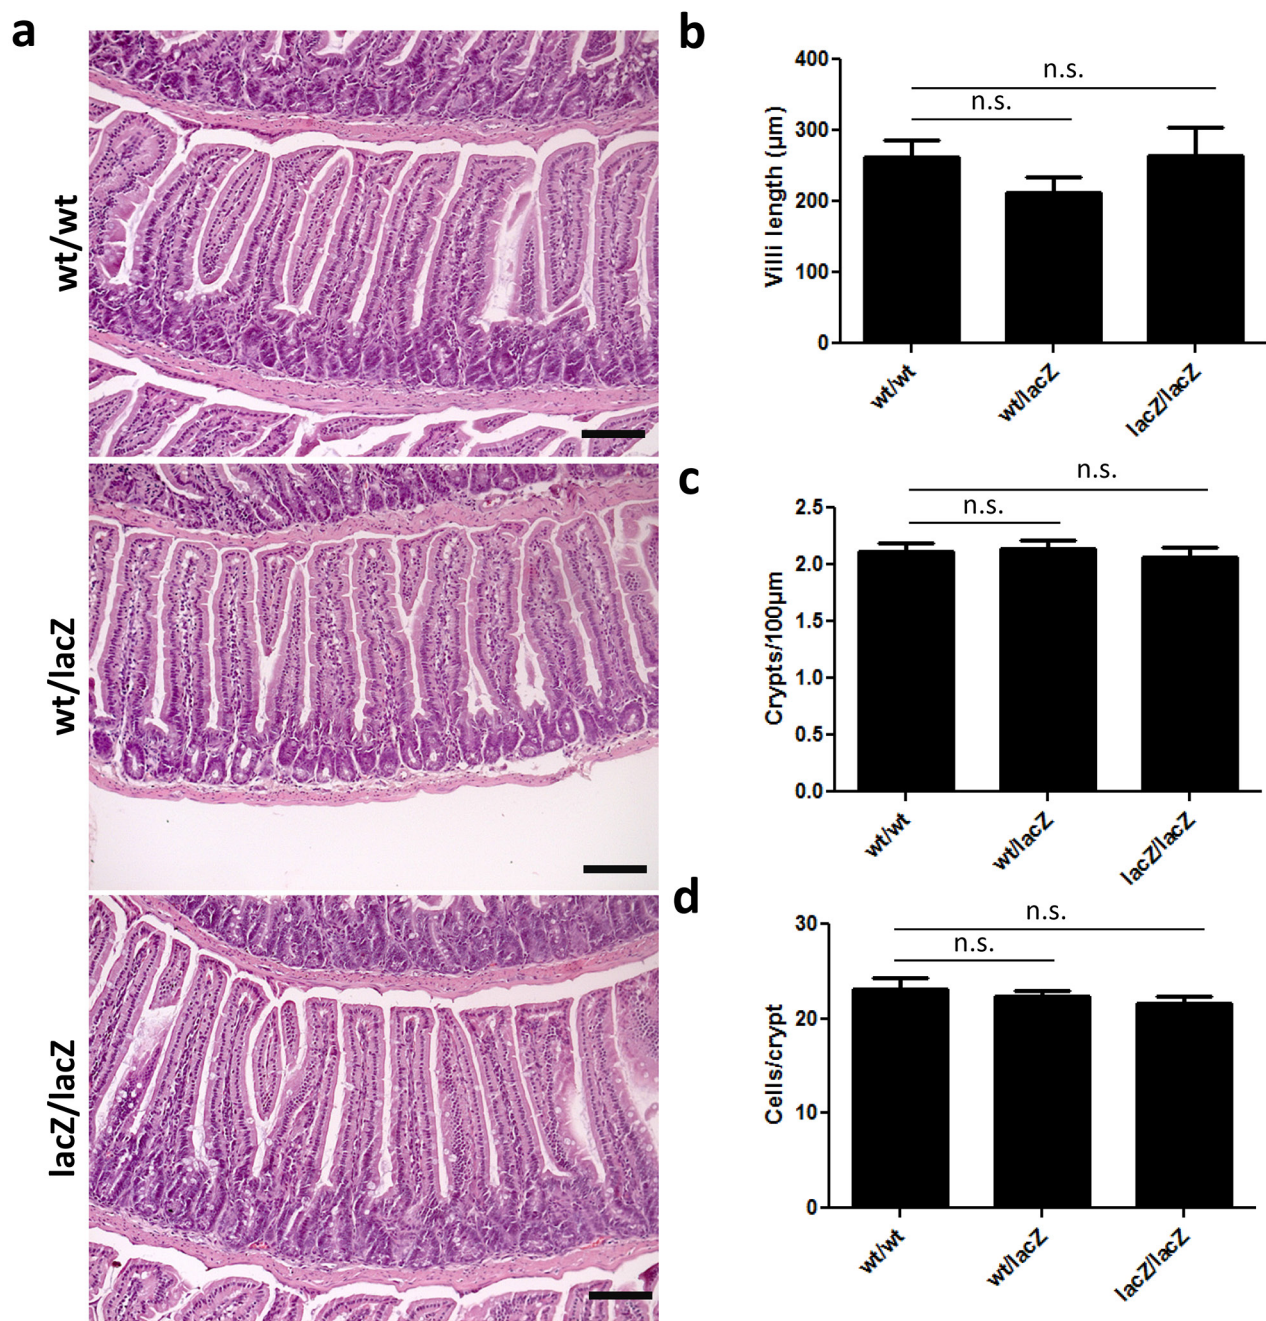 a
wt/wt
wt/lacZ
lacZ/lacZ
b
n.s.
n.s.
Villi length (µm)
400
300
200
100
0
wt/wt
wt/lacZ
lacZ/lacZ
c
n.s.
n.s.
Crypts/100µm
2.5
2.0
1.5
1.0
0.5
0.0
wt/wt
wt/lacZ
lacZ/lacZ
d
n.s.
n.s.
Cells/crypt
30
20
10
0
wt/wt
wt/lacZ
lacZ/lacZ